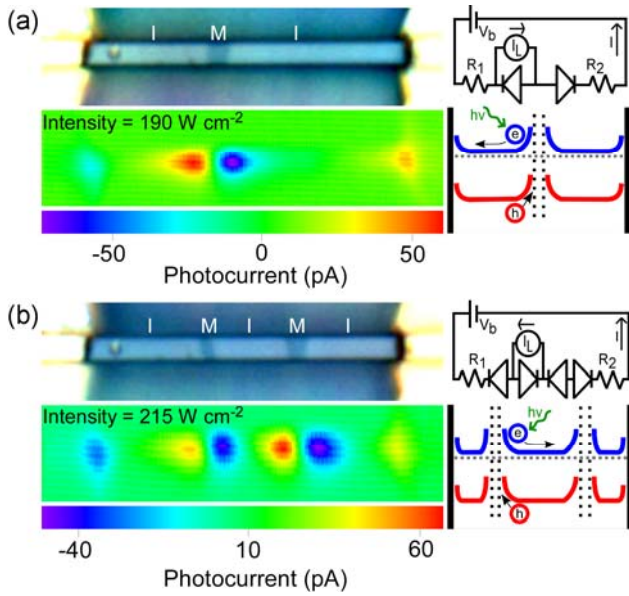 (a)
I M I
V_b
I_L
I
R_1
R_2
Intensity = 190 W cm^-2
hν
e
h
-50 0 50
Photocurrent (pA)
(b)
I M I M I
V_b
I_L
I
R_1
R_2
Intensity = 215 W cm^-2
hν
e
h
-40 10 60
Photocurrent (pA)